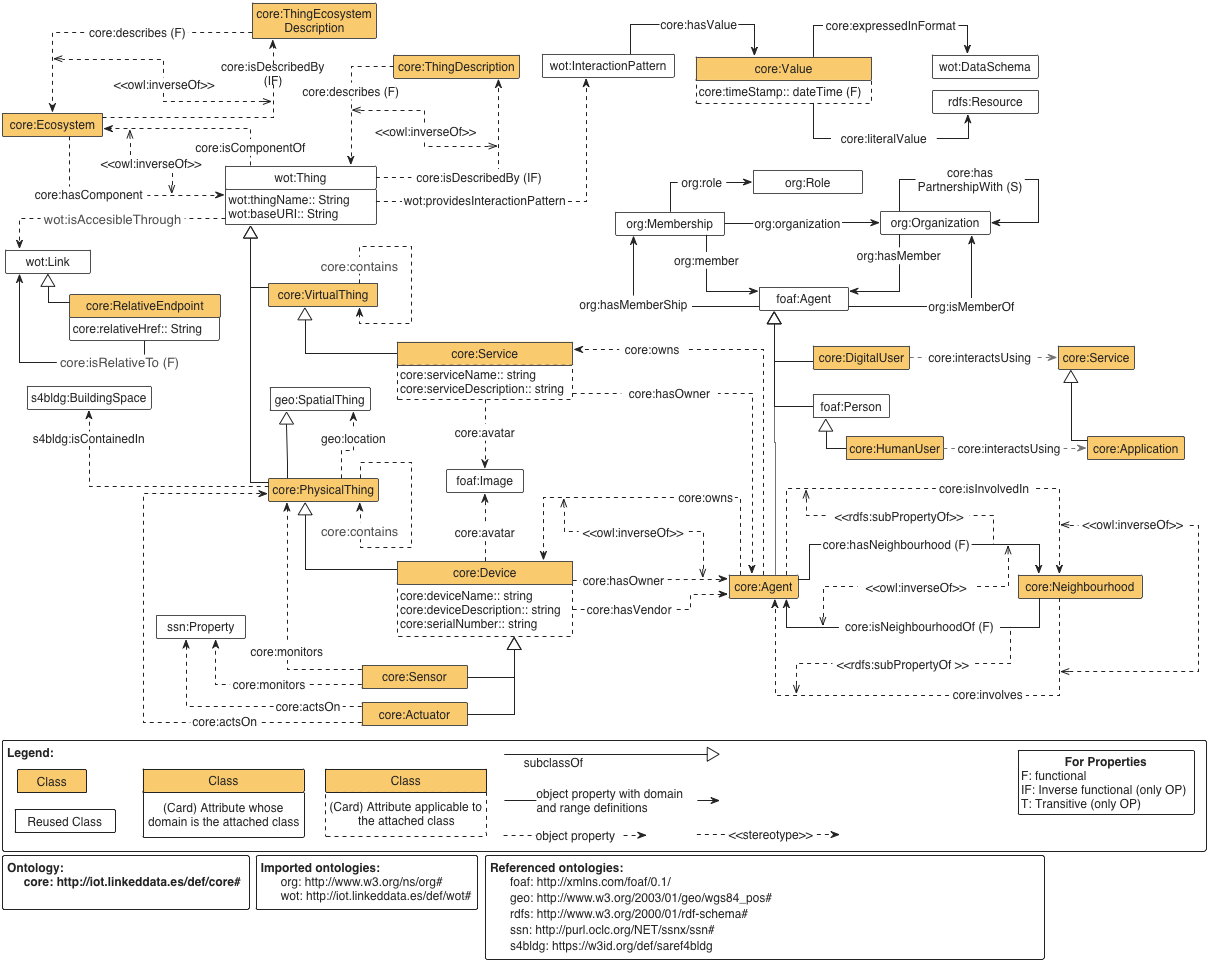 core:ThingEcosystem
Description
core:describes (F)
core:isDescribedBy
(IF)
<<owl:inverseOf>>
core:Ecosystem
core:ThingDescription
core:describes (F)
<<owl:inverseOf>>
core:isComponentOf
<<owl:inverseOf>>
core:hasComponent
wot:Thing
wot:thingName:: String
wot:baseURI:: String
core:isDescribedBy (IF)
wot:providesInteractionPattern
wot:isAccesibleThrough
wot:InteractionPattern
core:hasValue
core:Value
core:timeStamp:: dateTime (F)
core:expressedInFormat
wot:DataSchema
rdfs:Resource
core:literalValue
org:role
org:Role
core:has
PartnershipWith (S)
org:Membership
org:organization
org:Organization
org:member
org:hasMember
org:hasMemberShip
foaf:Agent
org:isMemberOf
wot:Link
core:RelativeEndpoint
core:relativeHref:: String
core:isRelativeTo (F)
core:contains
core:VirtualThing
core:Service
core:serviceName:: string
core:serviceDescription:: string
core:owns
core:hasOwner
core:DigitalUser
core:interactsUsing
core:Service
foaf:Person
core:HumanUser
core:interactsUsing
core:Application
s4bldg:BuildingSpace
s4bldg:isContainedIn
geo:SpatialThing
geo:location
core:avatar
foaf:Image
core:avatar
core:PhysicalThing
core:contains
core:owns
<<owl:inverseOf>>
core:Device
core:deviceName:: string
core:deviceDescription:: string
core:serialNumber:: string
core:hasOwner
core:hasVendor
core:Agent
core:isInvolvedIn
<<rdfs:subPropertyOf>>
<<owl:inverseOf>>
core:hasNeighbourhood (F)
<<owl:inverseOf>>
core:Neighbourhood
core:isNeighbourhoodOf (F)
<<rdfs:subPropertyOf >>
core:involves
ssn:Property
core:monitors
core:Sensor
core:monitors
core:actsOn
core:Actuator
core:actsOn
Legend:
Class
Reused Class
Class
(Card) Attribute whose
domain is the attached class
Class
(Card) Attribute applicable to
the attached class
subclassOf
object property with domain
and range definitions
object property
<<stereotype>>
For Properties
F: functional
IF: Inverse functional (only OP)
T: Transitive (only OP)
Ontology:
core: http://iot.linkeddata.es/def/core#
Imported ontologies:
org: http://www.w3.org/ns/org#
wot: http://iot.linkeddata.es/def/wot#
Referenced ontologies:
foaf: http://xmlns.com/foaf/0.1/
geo: http://www.w3.org/2003/01/geo/wgs84_pos#
rdfs: http://www.w3.org/2000/01/rdf-schema#
ssn: http://purl.oclc.org/NET/ssnx/ssn#
s4bldg: https://w3id.org/def/saref4bldg